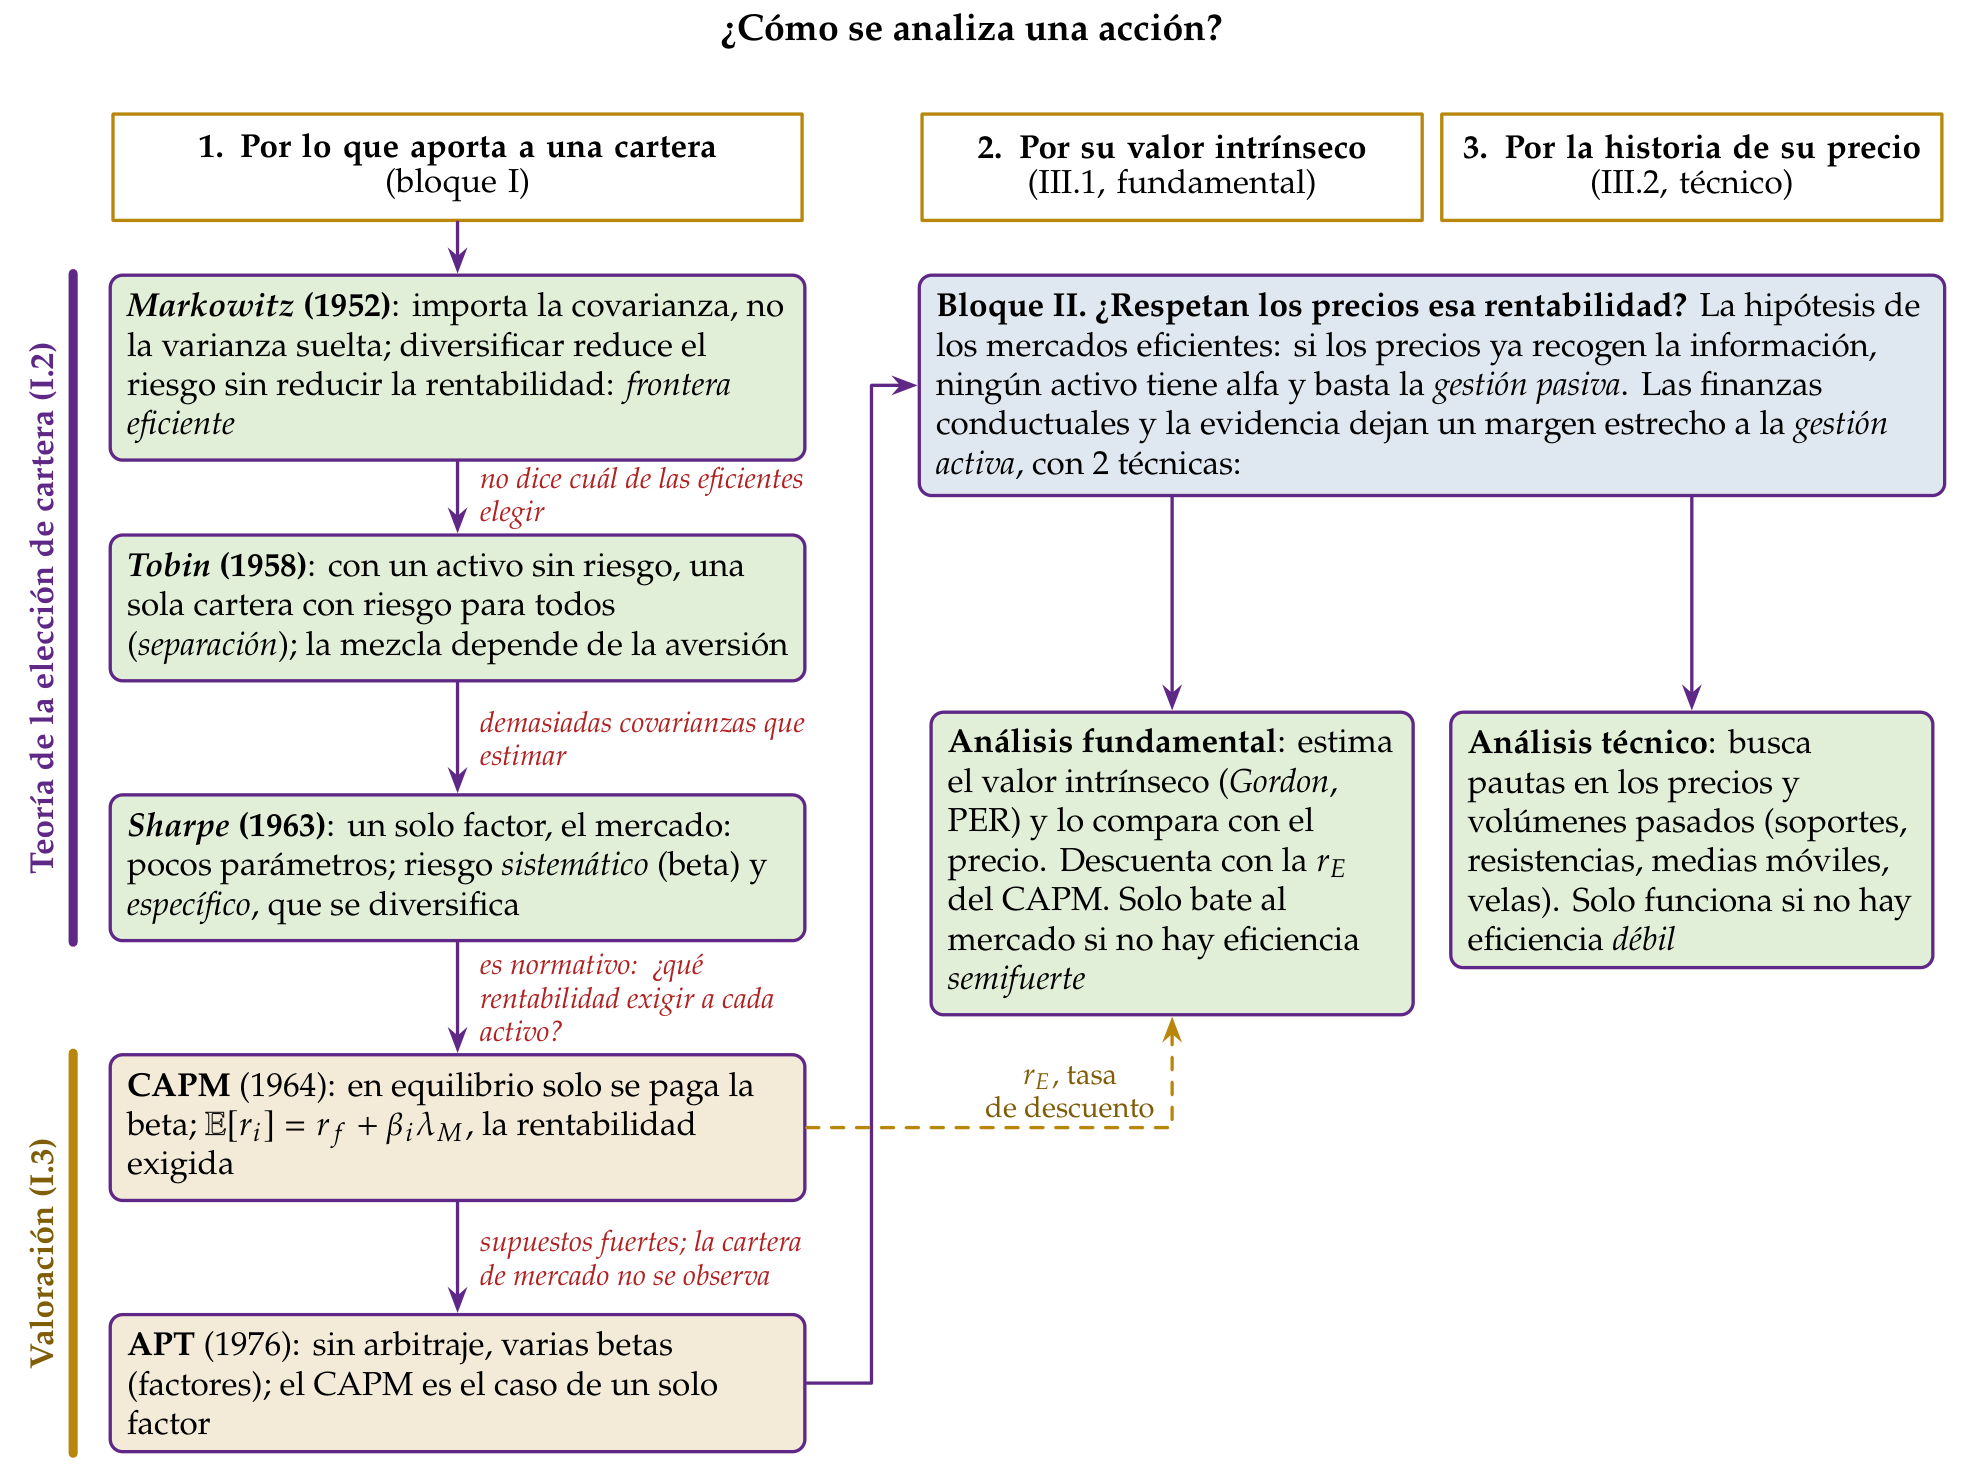 ¿Cómo se analiza una acción?
1. Por lo que aporta a una cartera
(bloque I)
2. Por su valor intrínseco
(III.1, fundamental)
3. Por la historia de su precio
(III.2, técnico)
Teoría de la elección de cartera (I.2)
Markowitz (1952): importa la covarianza, no
la varianza suelta; diversificar reduce el
riesgo sin reducir la rentabilidad: frontera
eficiente
no dice cuál de las eficientes
elegir
Tobin (1958): con un activo sin riesgo, una
sola cartera con riesgo para todos
(separación); la mezcla depende de la aversión
demasiadas covarianzas que
estimar
Sharpe (1963): un solo factor, el mercado:
pocos parámetros; riesgo sistemático (beta) y
específico, que se diversifica
es normativo: ¿qué
rentabilidad exigir a cada
activo?
Valoración (I.3)
CAPM (1964): en equilibrio solo se paga la
beta; 𝔼[r_i] = r_f + β_i λ_M, la rentabilidad
exigida
supuestos fuertes; la cartera
de mercado no se observa
APT (1976): sin arbitraje, varias betas
(factores); el CAPM es el caso de un solo
factor
Bloque II. ¿Respetan los precios esa rentabilidad? La hipótesis de
los mercados eficientes: si los precios ya recogen la información,
ningún activo tiene alfa y basta la gestión pasiva. Las finanzas
conductuales y la evidencia dejan un margen estrecho a la gestión
activa, con 2 técnicas:
Análisis fundamental: estima
el valor intrínseco (Gordon,
PER) y lo compara con el
precio. Descuenta con la r_E
del CAPM. Solo bate al
mercado si no hay eficiencia
semifuerte
r_E, tasa
de descuento
Análisis técnico: busca
pautas en los precios y
volúmenes pasados (soportes,
resistencias, medias móviles,
velas). Solo funciona si no hay
eficiencia débil